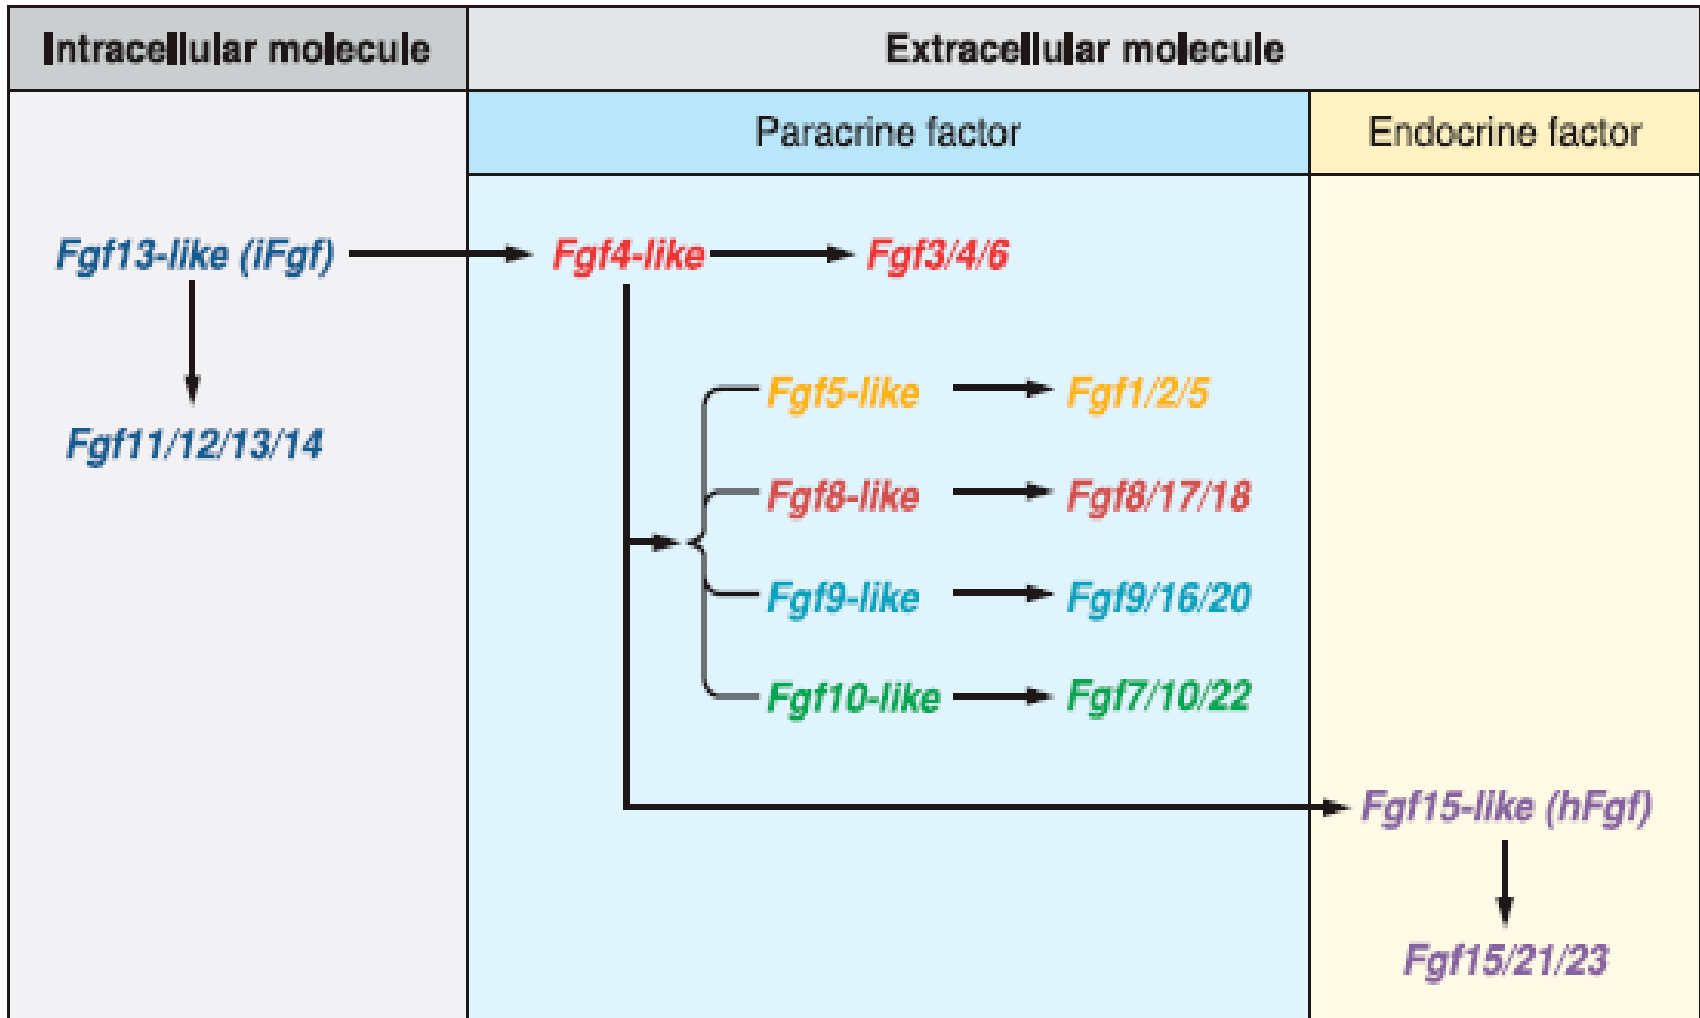 Intracellular molecule
Extracellular molecule
Paracrine factor
Endocrine factor
Fgf13-like (iFgf)
Fgf4-like
Fgf3/4/6
Fgf11/12/13/14
Fgf5-like
Fgf1/2/5
Fgf8-like
Fgf8/17/18
Fgf9-like
Fgf9/16/20
Fgf10-like
Fgf7/10/22
Fgf15-like (hFgf)
Fgf15/21/23